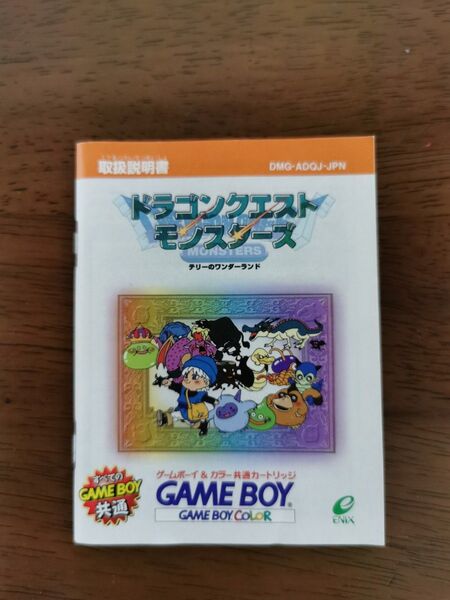 取扱説明書
DMG-ADQJ-JPN
ドラゴンクエスト
モンスターズ
MONSTERS
テリーのワンダーランド
ゲームボーイ&カラー共通カートリッジ
すべての
GAME BOY
共通
GAME BOY®
GAME BOY COLOR
ENIX